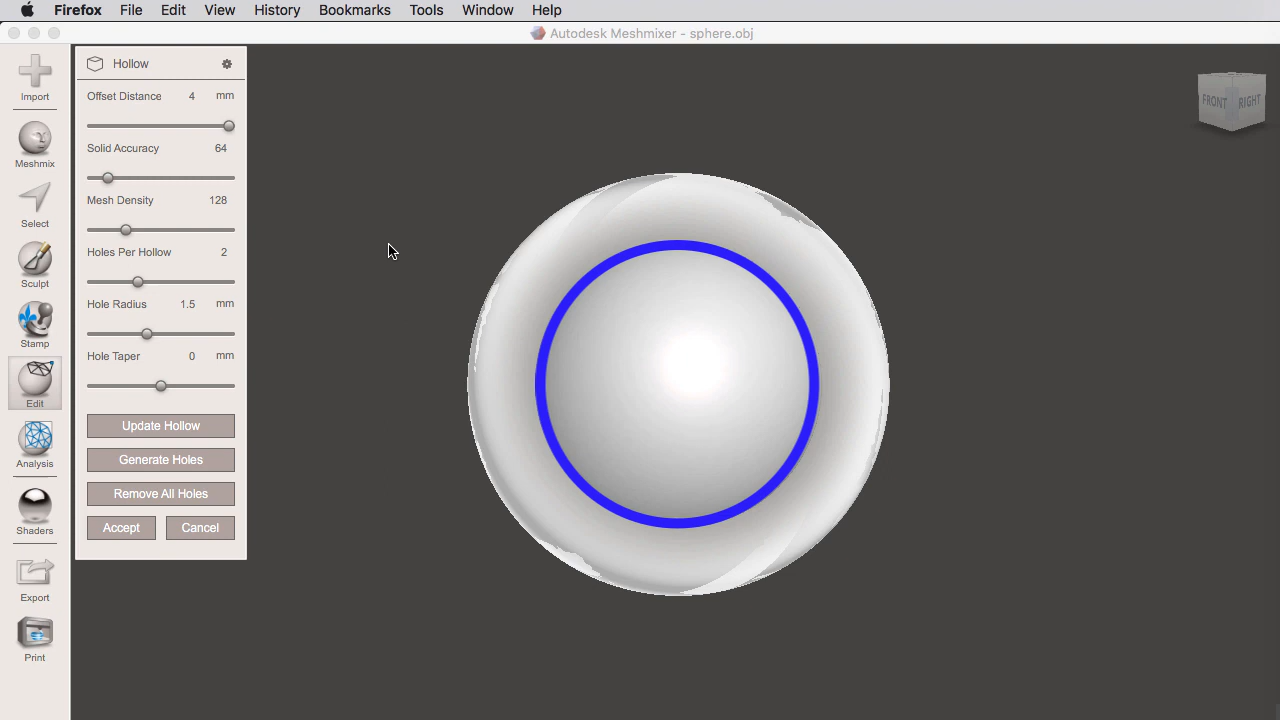 Firefox File Edit View History Bookmarks Tools Window Help
Autodesk Meshmixer - sphere.obj
Import
Meshmix
Select
Sculpt
Stamp
Edit
Analysis
Shaders
Export
Print
Hollow
Offset Distance 4 mm
Solid Accuracy 64
Mesh Density 128
Holes Per Hollow 2
Hole Radius 1.5 mm
Hole Taper 0 mm
Update Hollow
Generate Holes
Remove All Holes
Accept Cancel
FRONT RIGHT